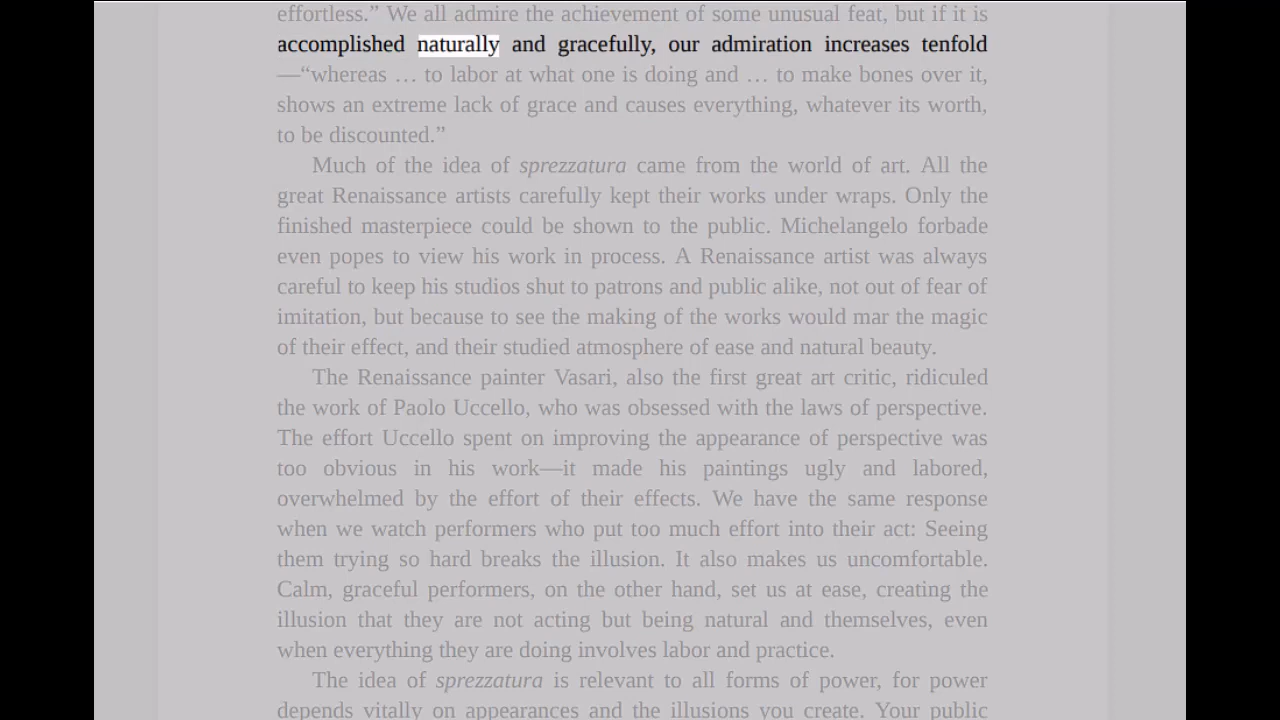 effortless.” We all admire the achievement of some unusual feat, but if it is
accomplished naturally and gracefully, our admiration increases tenfold
—“whereas … to labor at what one is doing and … to make bones over it,
shows an extreme lack of grace and causes everything, whatever its worth,
to be discounted.”
Much of the idea of sprezzatura came from the world of art. All the
great Renaissance artists carefully kept their works under wraps. Only the
finished masterpiece could be shown to the public. Michelangelo forbade
even popes to view his work in process. A Renaissance artist was always
careful to keep his studios shut to patrons and public alike, not out of fear of
imitation, but because to see the making of the works would mar the magic
of their effect, and their studied atmosphere of ease and natural beauty.
The Renaissance painter Vasari, also the first great art critic, ridiculed
the work of Paolo Uccello, who was obsessed with the laws of perspective.
The effort Uccello spent on improving the appearance of perspective was
too obvious in his work—it made his paintings ugly and labored,
overwhelmed by the effort of their effects. We have the same response
when we watch performers who put too much effort into their act: Seeing
them trying so hard breaks the illusion. It also makes us uncomfortable.
Calm, graceful performers, on the other hand, set us at ease, creating the
illusion that they are not acting but being natural and themselves, even
when everything they are doing involves labor and practice.
The idea of sprezzatura is relevant to all forms of power, for power
depends vitally on appearances and the illusions you create. Your public